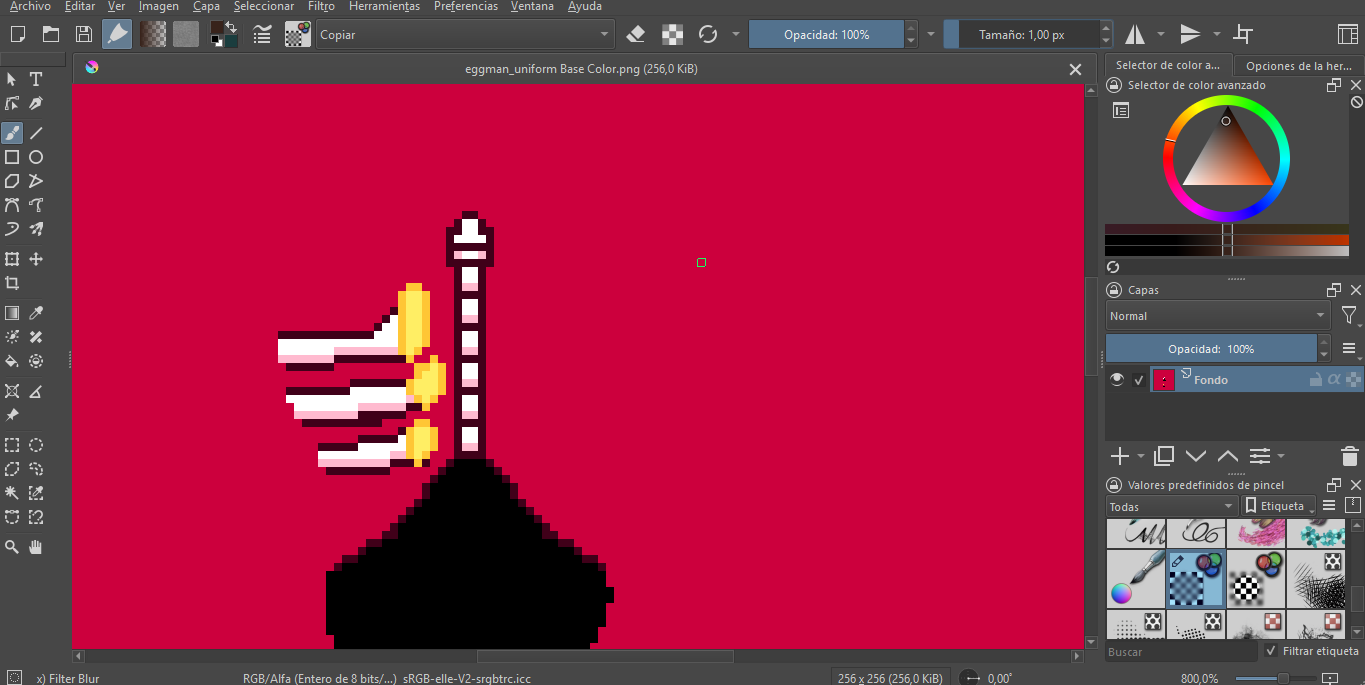 Archivo Editar Ver Imagen Capa Seleccionar Filtro Herramientas Preferencias Ventana Ayuda
Copiar
Opacidad: 100%
Tamaño: 1,00 px
eggman_uniform Base Color.png (256,0 KiB)
Selector de color a...
Opciones de la her...
Selector de color avanzado
T
Capas
Normal
Opacidad: 100%
Fondo
Valores predefinidos de pincel
Todas
Etiqueta
Buscar
Filtrar etiqueta
x) Filter Blur
RGB/Alfa (Entero de 8 bits/...) sRGB-elle-V2-srgbtrc.icc
256 x 256 (256,0 KiB)
0,00°
800,0%